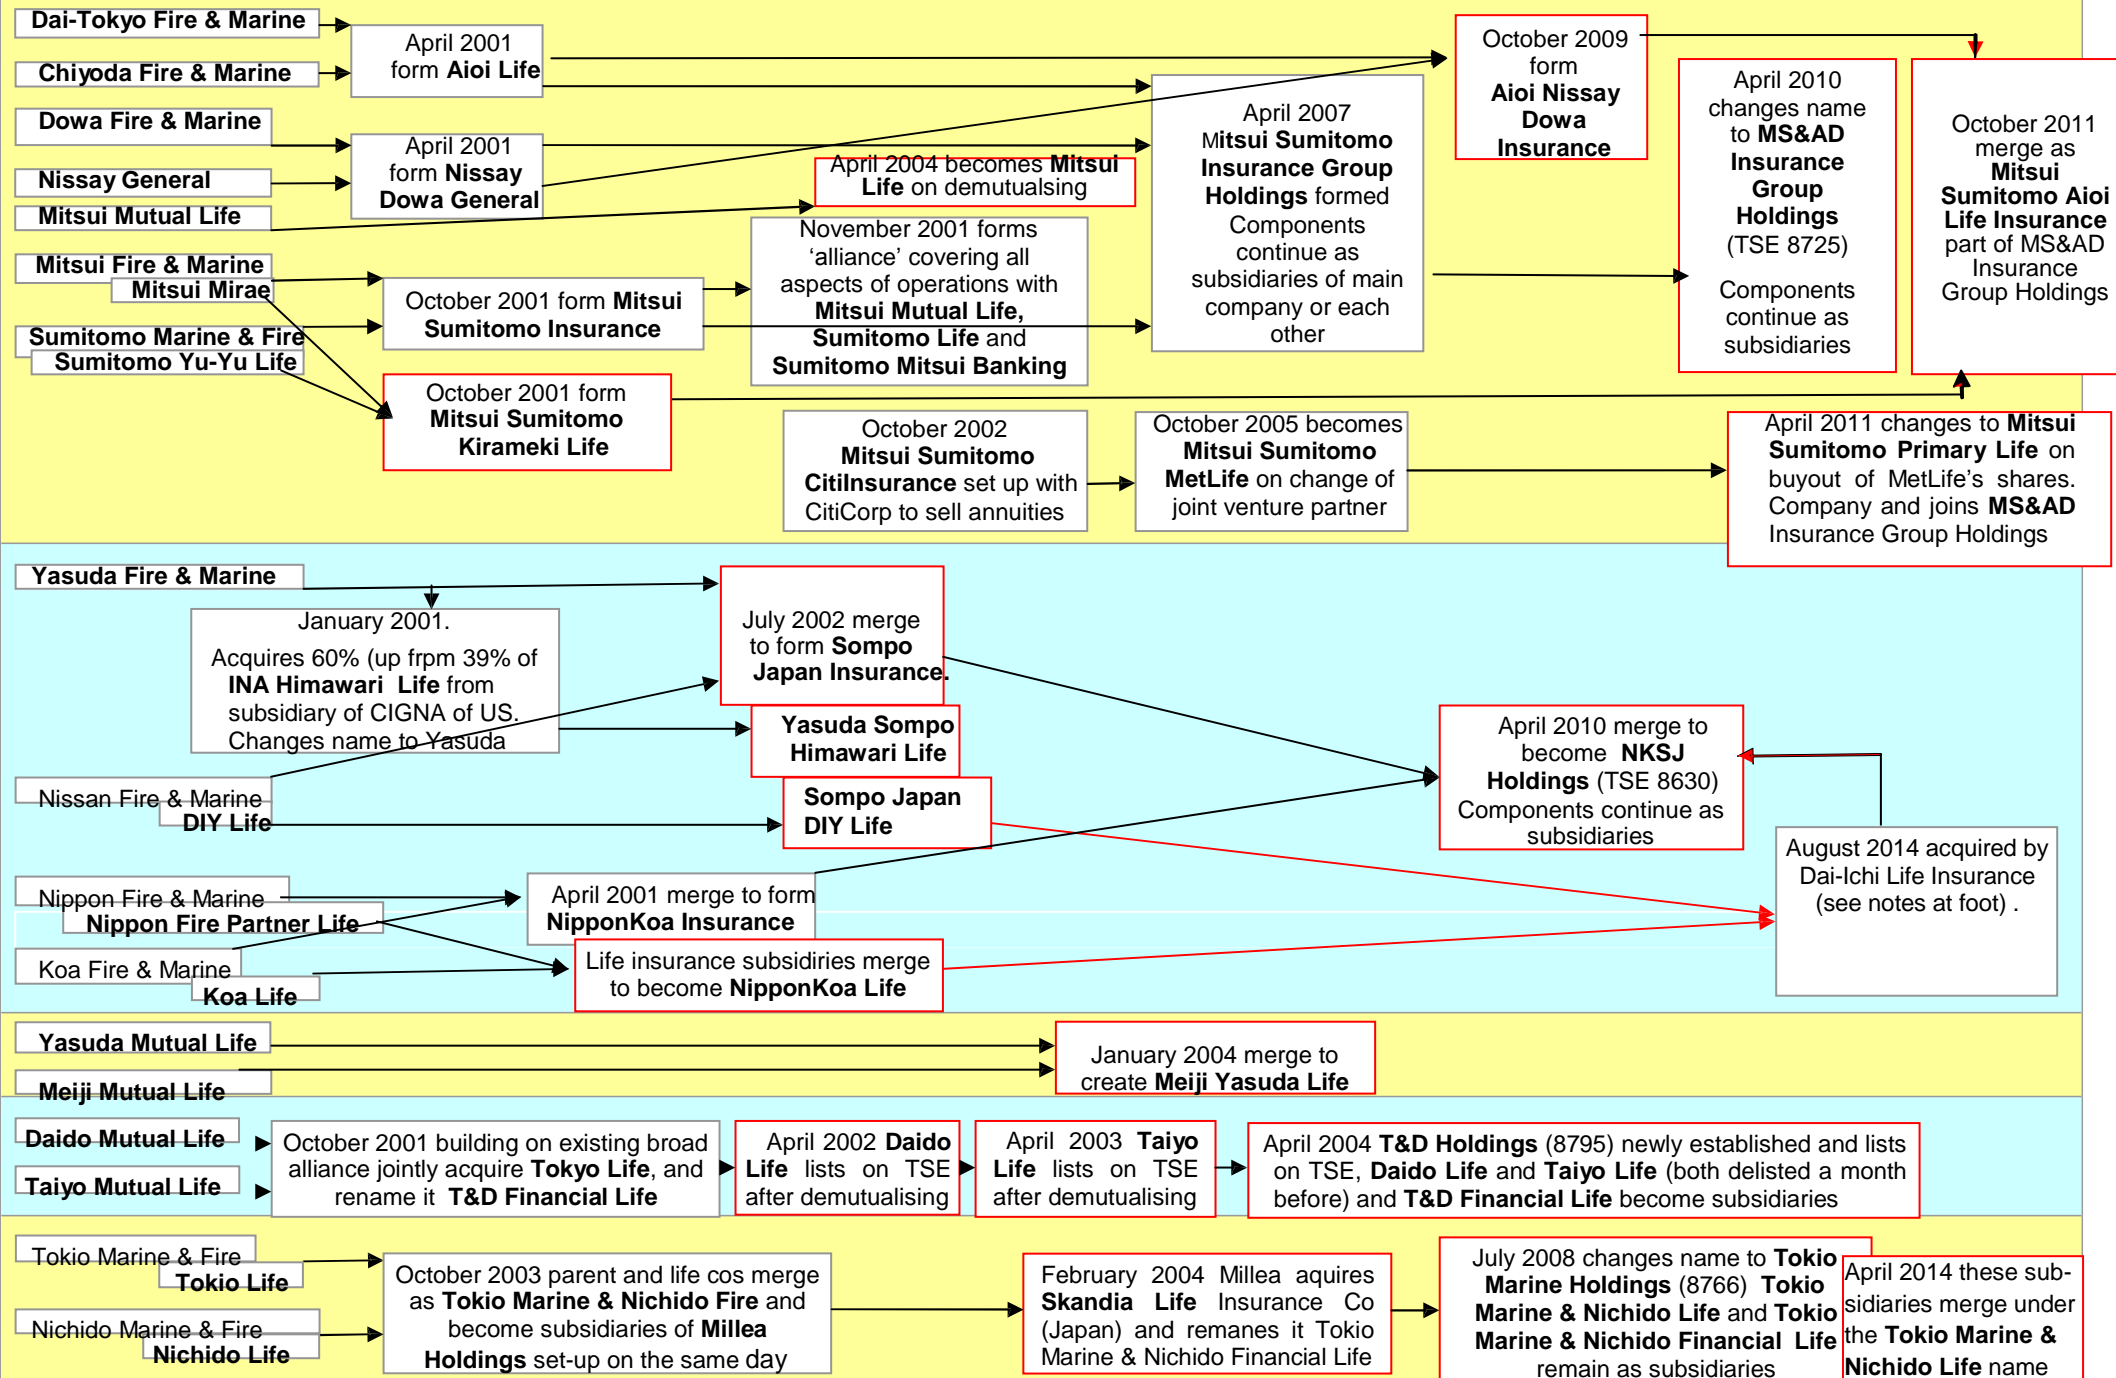 Dai-Tokyo Fire & Marine
Chiyoda Fire & Marine
Dowa Fire & Marine
Nissay General
Mitsui Mutual Life
Mitsui Fire & Marine
Mitsui Mirae
Sumitomo Marine & Fire
Sumitomo Yu-Yu Life
April 2001
form Aioi Life
April 2001
form Nissay
Dowa General
October 2001 form Mitsui
Sumitomo Insurance
October 2001 form
Mitsui Sumitomo
Kirameki Life
April 2004 becomes Mitsui
Life on demutualsing
November 2001 forms
‘alliance’ covering all
aspects of operations with
Mitsui Mutual Life,
Sumitomo Life and
Sumitomo Mitsui Banking
October 2002
Mitsui Sumitomo
CitiInsurance set up with
CitiCorp to sell annuities
April 2007
Mitsui Sumitomo
Insurance Group
Holdings formed
Components
continue as
subsidiaries of main
company or each
other
October 2005 becomes
Mitsui Sumitomo
MetLife on change of
joint venture partner
October 2009
form
Aioi Nissay
Dowa
Insurance
April 2010
changes name
to MS&AD
Insurance
Group
Holdings
(TSE 8725)
Components
continue as
subsidiaries
October 2011
merge as
Mitsui
Sumitomo Aioi
Life Insurance
part of MS&AD
Insurance
Group Holdings
April 2011 changes to Mitsui
Sumitomo Primary Life on
buyout of MetLife’s shares.
Company and joins MS&AD
Insurance Group Holdings
Yasuda Fire & Marine
January 2001.
Acquires 60% (up frpm 39% of
INA Himawari Life from
subsidiary of CIGNA of US.
Changes name to Yasuda
Nissan Fire & Marine
DIY Life
Nippon Fire & Marine
Nippon Fire Partner Life
Koa Fire & Marine
Koa Life
July 2002 merge
to form Sompo
Japan Insurance.
Yasuda Sompo
Himawari Life
Sompo Japan
DIY Life
April 2001 merge to form
NipponKoa Insurance
Life insurance subsidiries merge
to become NipponKoa Life
April 2010 merge to
become NKSJ
Holdings (TSE 8630)
Components continue as
subsidiaries
August 2014 acquired by
Dai-Ichi Life Insurance
(see notes at foot) .
Yasuda Mutual Life
Meiji Mutual Life
January 2004 merge to
create Meiji Yasuda Life
Daido Mutual Life
Taiyo Mutual Life
October 2001 building on existing broad
alliance jointly acquire Tokyo Life, and
rename it T&D Financial Life
April 2002 Daido
Life lists on TSE
after demutualising
April 2003 Taiyo
Life lists on TSE
after demutualising
April 2004 T&D Holdings (8795) newly established and lists
on TSE, Daido Life and Taiyo Life (both delisted a month
before) and T&D Financial Life become subsidiaries
Tokio Marine & Fire
Tokio Life
Nichido Marine & Fire
Nichido Life
October 2003 parent and life cos merge
as Tokio Marine & Nichido Fire and
become subsidiaries of Millea
Holdings set-up on the same day
February 2004 Millea aquires
Skandia Life Insurance Co
(Japan) and remanes it Tokio
Marine & Nichido Financial Life
July 2008 changes name to Tokio
Marine Holdings (8766) Tokio
Marine & Nichido Life and Tokio
Marine & Nichido Financial Life
remain as subsidiaries
April 2014 these sub-
sidiaries merge under
the Tokio Marine &
Nichido Life name